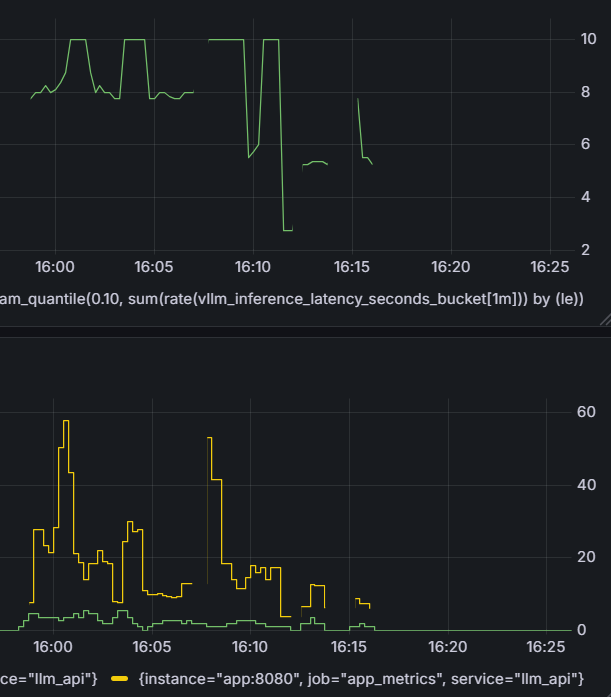 10
8
6
4
2
16:00 16:05 16:10 16:15 16:20 16:25
am_quantile(0.10, sum(rate(vllm_inference_latency_seconds_bucket[1m])) by (le))
60
40
20
0
16:00 16:05 16:10 16:15 16:20 16:25
ce="llm_api"} {instance="app:8080", job="app_metrics", service="llm_api"}